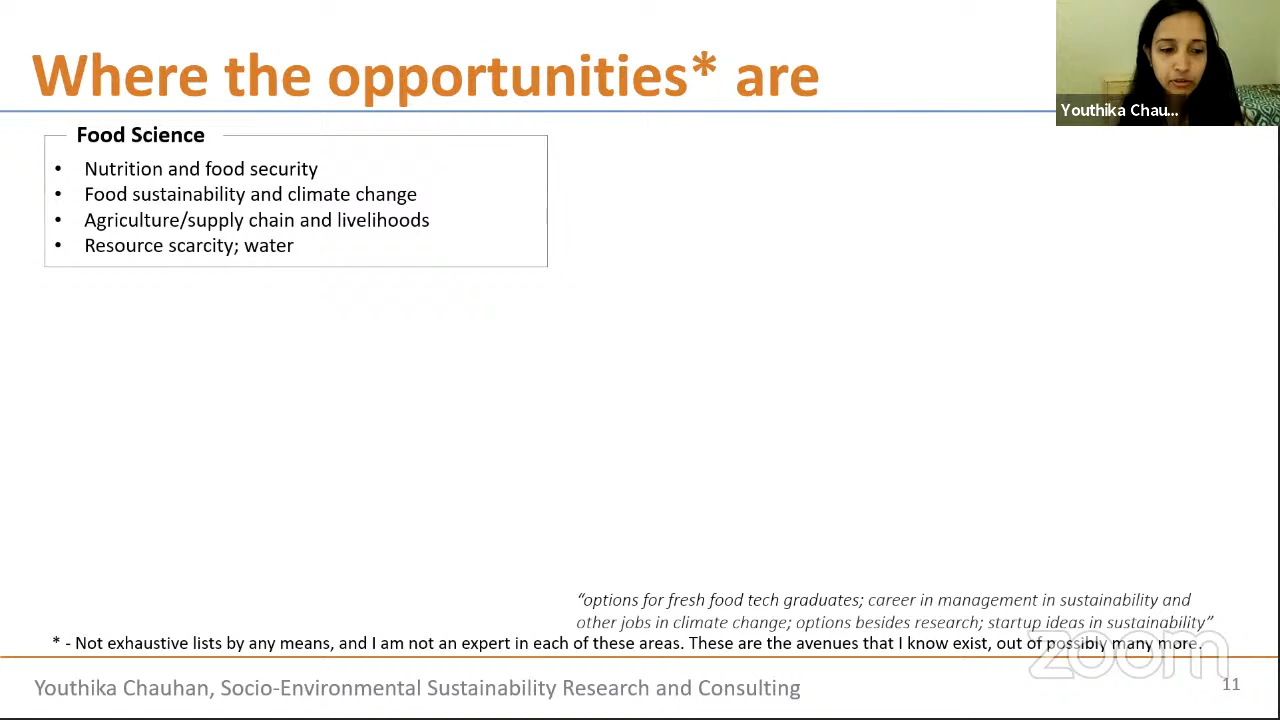 Where the opportunities* are
Youthika Chau...
Food Science
• Nutrition and food security
• Food sustainability and climate change
• Agriculture/supply chain and livelihoods
• Resource scarcity; water
“options for fresh food tech graduates; career in management in sustainability and
other jobs in climate change; options besides research; startup ideas in sustainability”
* - Not exhaustive lists by any means, and I am not an expert in each of these areas. These are the avenues that I know exist, out of possibly many more.
zoom
Youthika Chauhan, Socio-Environmental Sustainability Research and Consulting
11